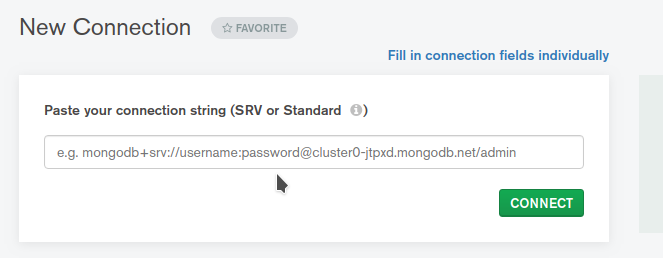 New Connection
☆ FAVORITE
Fill in connection fields individually
Paste your connection string (SRV or Standard i)
e.g. mongodb+srv://username:password@cluster0-jtpxd.mongodb.net/admin
CONNECT